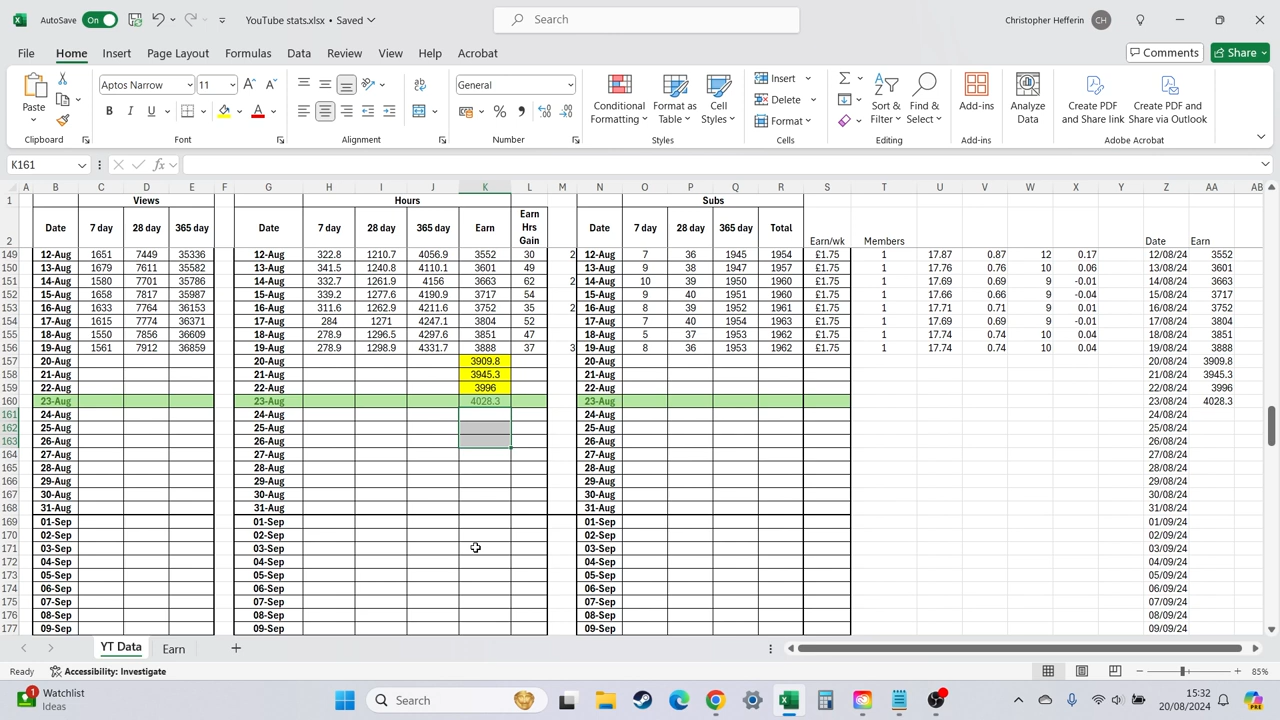 AutoSave On YouTube stats.xlsx • Saved Search Christopher Hefferin CH
File Home Insert Page Layout Formulas Data Review View Help Acrobat Comments Share
Paste Aptos Narrow 11 General Conditional Formatting Format as Table Cell Styles Insert Delete Format Sort & Filter Find & Select Add-ins Analyze Data Create PDF and Share link Create PDF and Share via Outlook
Clipboard Font Alignment Number Styles Cells Editing Add-ins Adobe Acrobat
K161 fx
A B C D E F G H I J K L M N O P Q R S T U V W X Y Z AA AB
1 Views Hours Subs
2 Date 7 day 28 day 365 day Date 7 day 28 day 365 day Earn Earn Hrs Gain Date 7 day 28 day 365 day Total Earn/wk Members Date Earn
149 12-Aug 1651 7449 35336 12-Aug 322.8 1210.7 4056.9 3552 30 2 12-Aug 7 36 1945 1954 £1.75 1 17.87 0.87 12 0.17 12/08/24 3552
150 13-Aug 1679 7611 35582 13-Aug 341.5 1240.8 4110.1 3601 49 13-Aug 9 38 1947 1957 £1.75 1 17.76 0.76 10 0.06 13/08/24 3601
151 14-Aug 1580 7701 35786 14-Aug 332.7 1261.9 4156 3663 62 2 14-Aug 10 39 1950 1960 £1.75 1 17.69 0.69 9 -0.01 14/08/24 3663
152 15-Aug 1658 7817 35987 15-Aug 339.2 1277.6 4190.9 3717 54 15-Aug 9 40 1951 1960 £1.75 1 17.66 0.66 9 -0.04 15/08/24 3717
153 16-Aug 1633 7764 36153 16-Aug 311.6 1262.6 4211.6 3752 35 2 16-Aug 8 39 1952 1961 £1.75 1 17.71 0.71 9 0.01 16/08/24 3752
154 17-Aug 1615 7774 36371 17-Aug 284 1271 4247.1 3804 52 17-Aug 7 40 1954 1963 £1.75 1 17.69 0.69 9 -0.01 17/08/24 3804
155 18-Aug 1550 7856 36609 18-Aug 278.9 1296.5 4297.6 3851 47 18-Aug 5 37 1953 1962 £1.75 1 17.74 0.74 10 0.04 18/08/24 3851
156 19-Aug 1561 7912 36859 19-Aug 278.9 1298.9 4331.7 3888 37 3 19-Aug 8 36 1953 1962 £1.75 1 17.74 0.74 10 0.04 19/08/24 3888
157 20-Aug 20-Aug 3909.8 20-Aug 20/08/24 3909.8
158 21-Aug 21-Aug 3945.3 21-Aug 21/08/24 3945.3
159 22-Aug 22-Aug 3996 22-Aug 22/08/24 3996
160 23-Aug 23-Aug 4028.3 23-Aug 23/08/24 4028.3
161 24-Aug 24-Aug 24-Aug 24/08/24
162 25-Aug 25-Aug 25-Aug 25/08/24
163 26-Aug 26-Aug 26-Aug 26/08/24
164 27-Aug 27-Aug 27-Aug 27/08/24
165 28-Aug 28-Aug 28-Aug 28/08/24
166 29-Aug 29-Aug 29-Aug 29/08/24
167 30-Aug 30-Aug 30-Aug 30/08/24
168 31-Aug 31-Aug 31-Aug 31/08/24
169 01-Sep 01-Sep 01-Sep 01/09/24
170 02-Sep 02-Sep 02-Sep 02/09/24
171 03-Sep 03-Sep 03-Sep 03/09/24
172 04-Sep 04-Sep 04-Sep 04/09/24
173 05-Sep 05-Sep 05-Sep 05/09/24
174 06-Sep 06-Sep 06-Sep 06/09/24
175 07-Sep 07-Sep 07-Sep 07/09/24
176 08-Sep 08-Sep 08-Sep 08/09/24
177 09-Sep 09-Sep 09-Sep 09/09/24
YT Data Earn
Ready Accessibility: Investigate 85%
1 Watchlist Ideas Search 15:32 20/08/2024 PRE